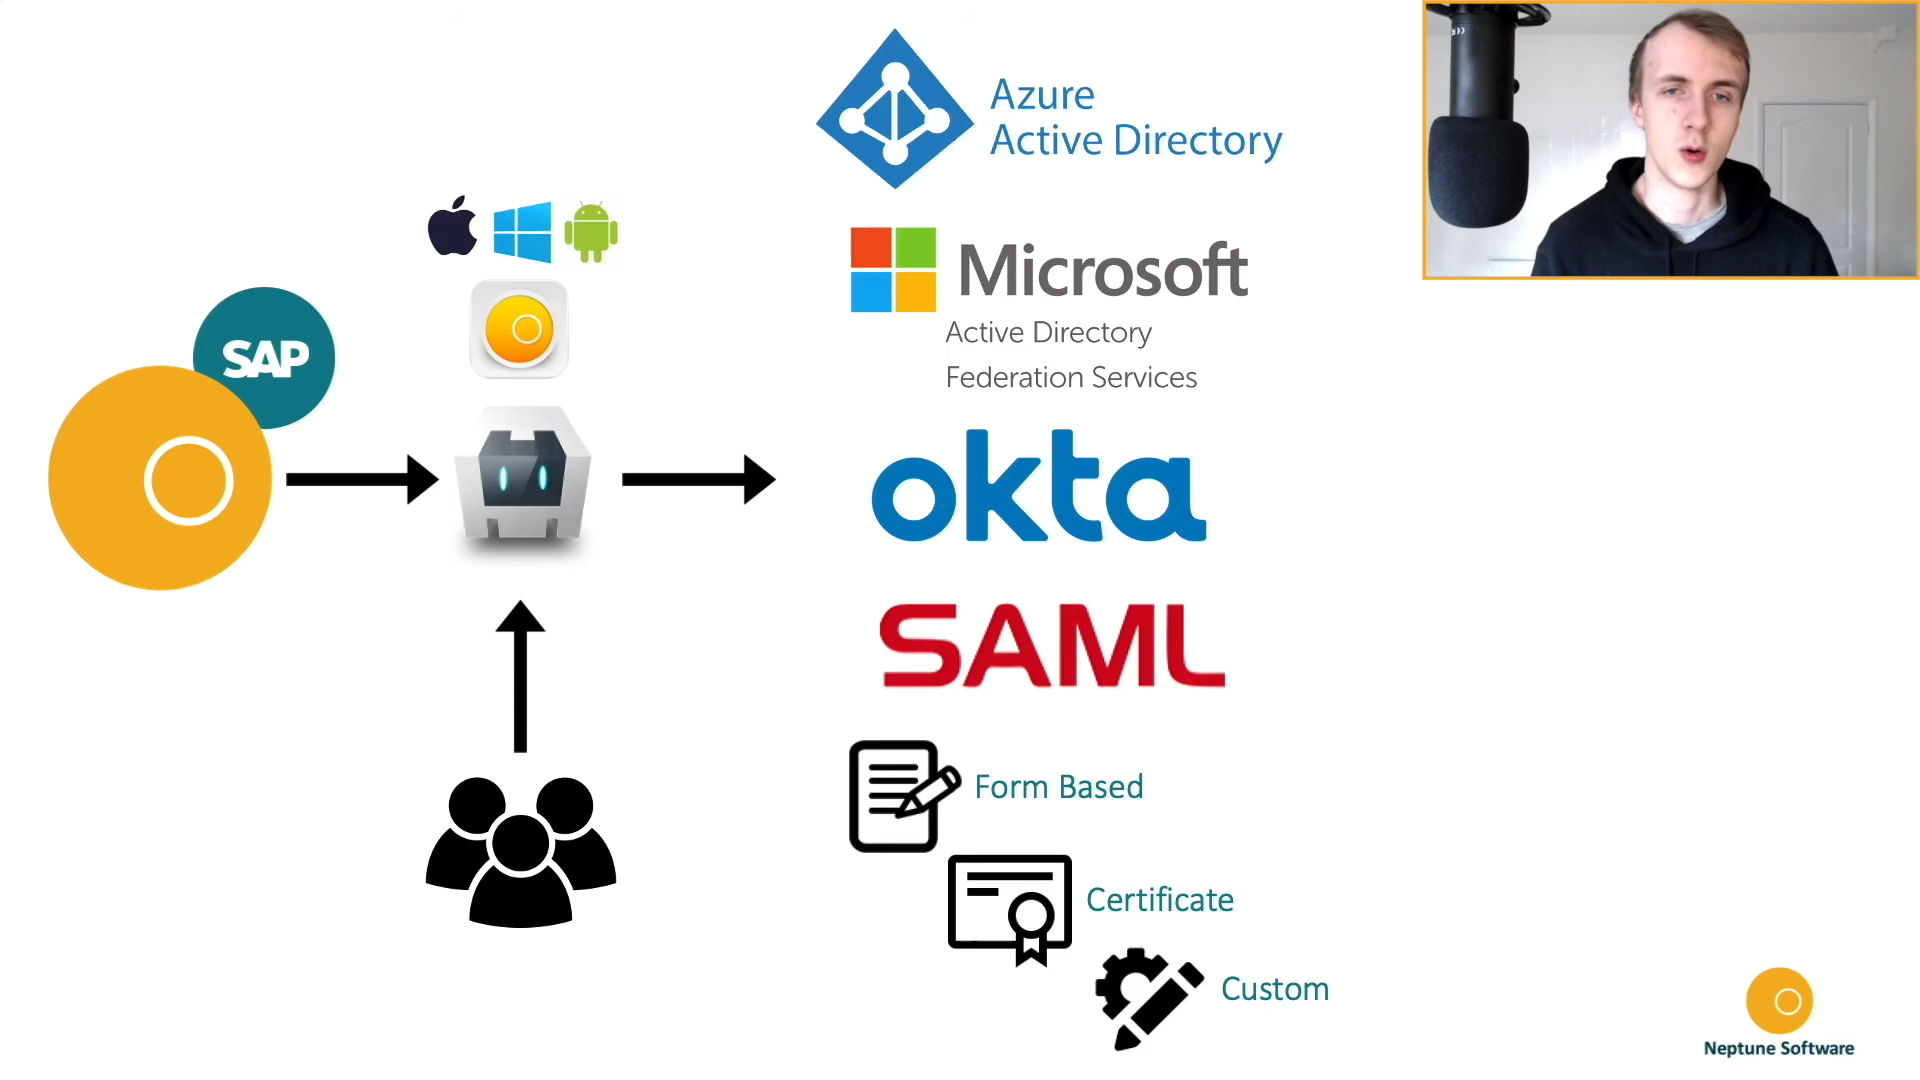 Azure
Active Directory
Microsoft
Active Directory
Federation Services
SAP
okta
SAML
Form Based
Certificate
Custom
Neptune Software